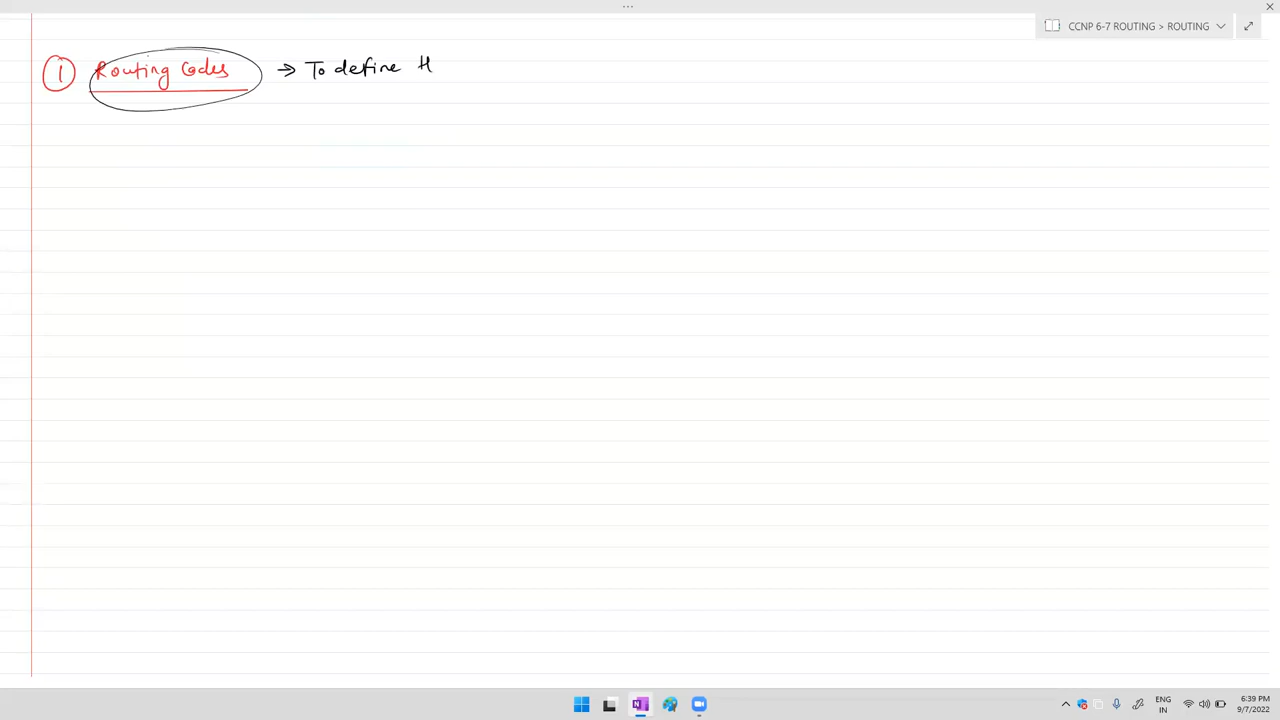 ...
CCNP 6-7 ROUTING > ROUTING
① Routing Codes → To define H
ENG
IN
6:39 PM
9/7/2022